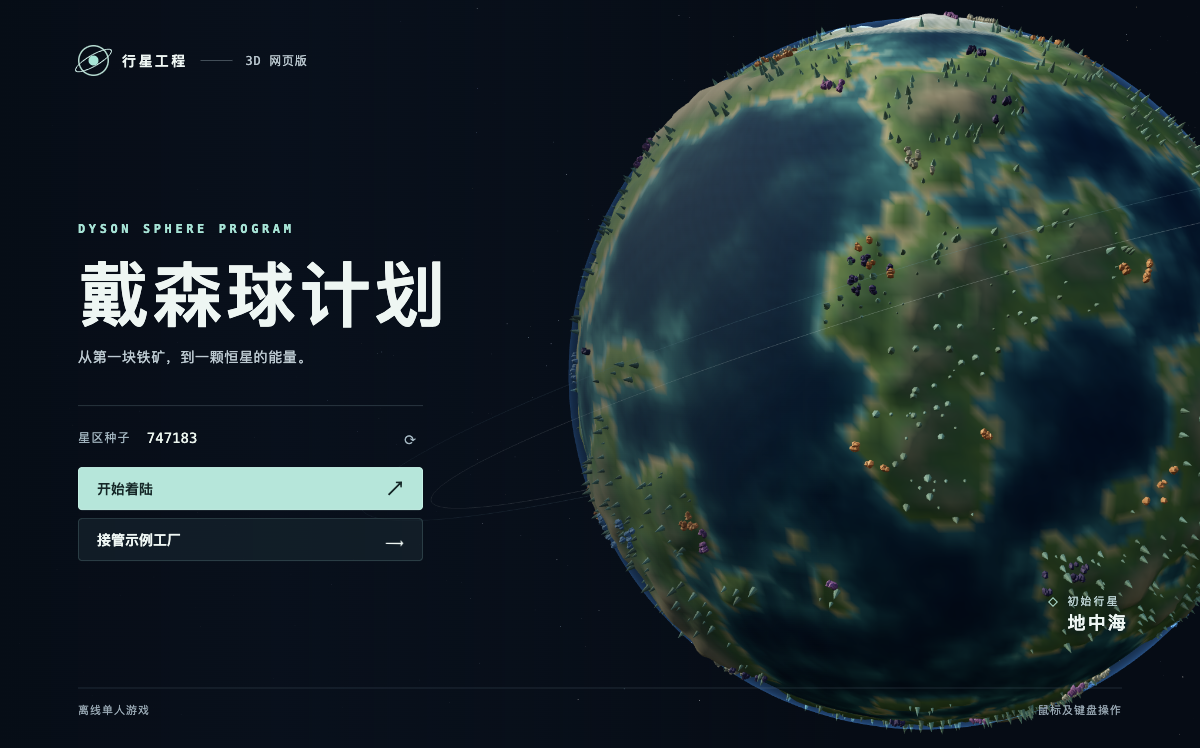 行星工程
3D 网页版
DYSON SPHERE PROGRAM
戴森球计划
从第一块铁矿，到一颗恒星的能量。
星区种子 747183
开始着陆
接管示例工厂
初始行星
地中海
离线单人游戏
鼠标及键盘操作